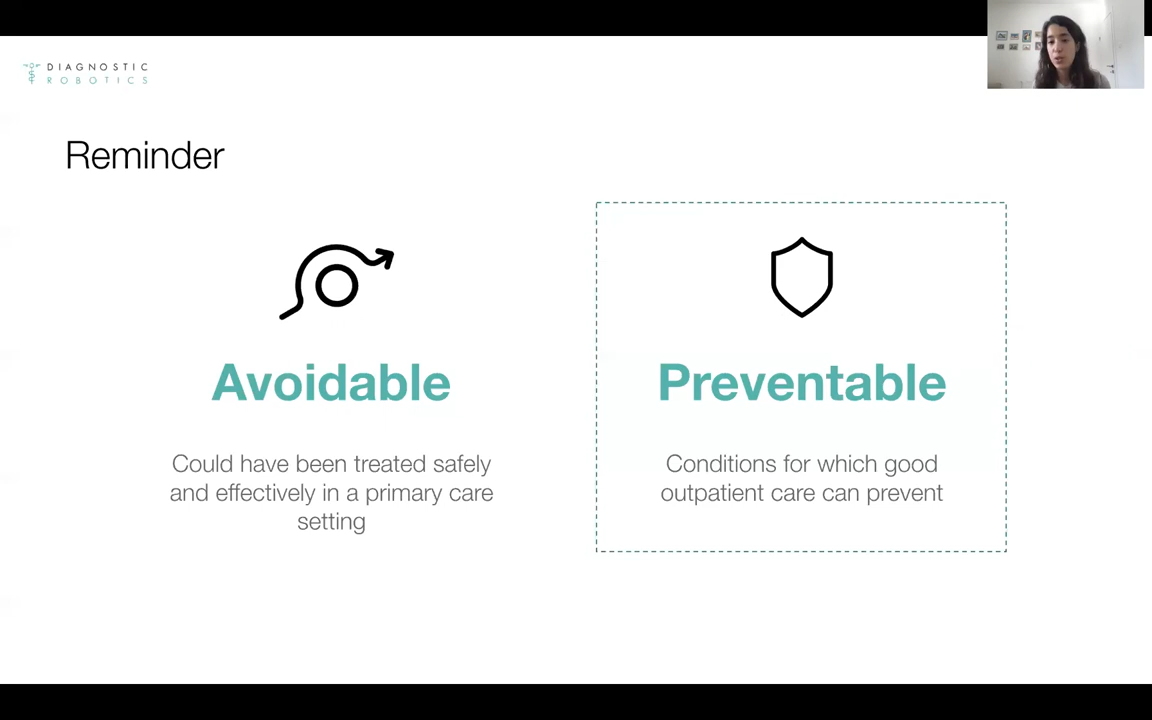 DIAGNOSTIC
ROBOTICS
Reminder
Avoidable
Could have been treated safely
and effectively in a primary care
setting
Preventable
Conditions for which good
outpatient care can prevent